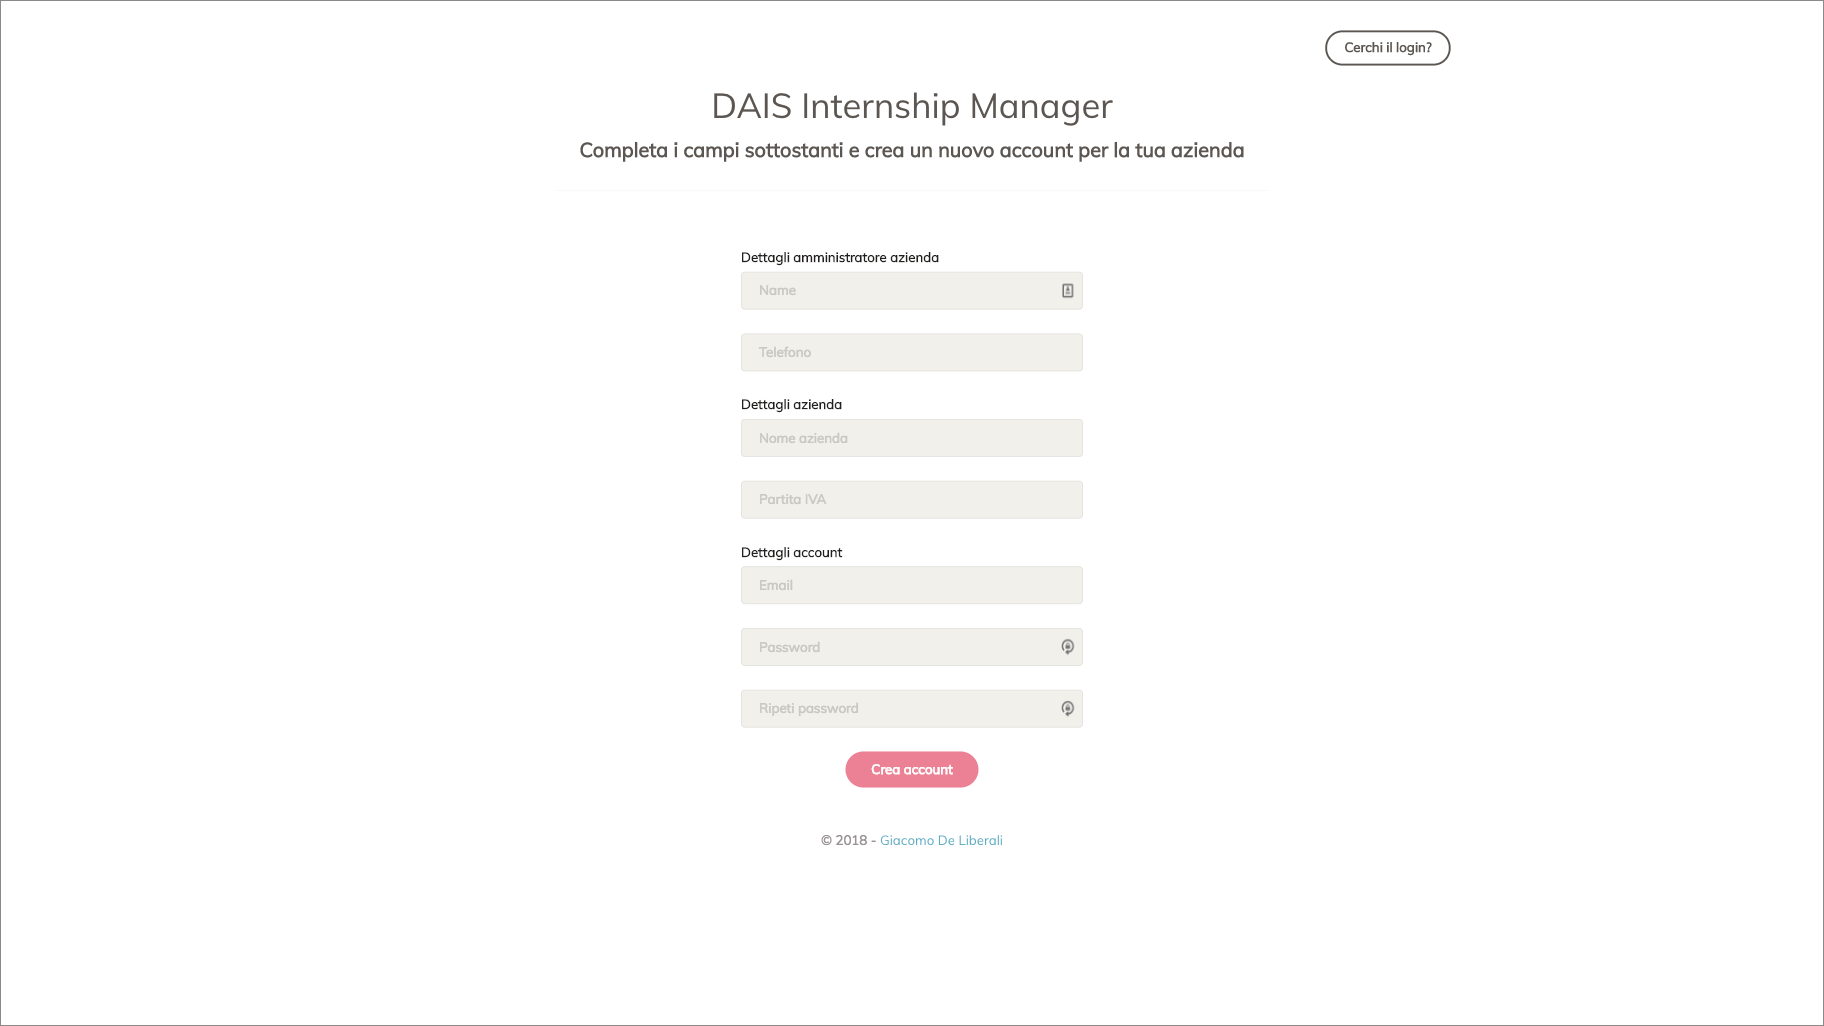 Cerchi il login?
DAIS Internship Manager
Completa i campi sottostanti e crea un nuovo account per la tua azienda
Dettagli amministratore azienda
Name
Telefono
Dettagli azienda
Nome azienda
Partita IVA
Dettagli account
Email
Password
Ripeti password
Crea account
© 2018 - Giacomo De Liberali